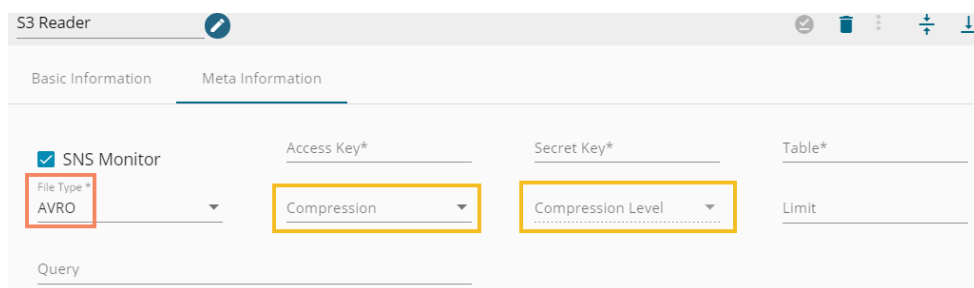 S3 Reader
Basic Information Meta Information
SNS Monitor Access Key* Secret Key* Table*
File Type *
AVRO Compression Compression Level Limit
Query